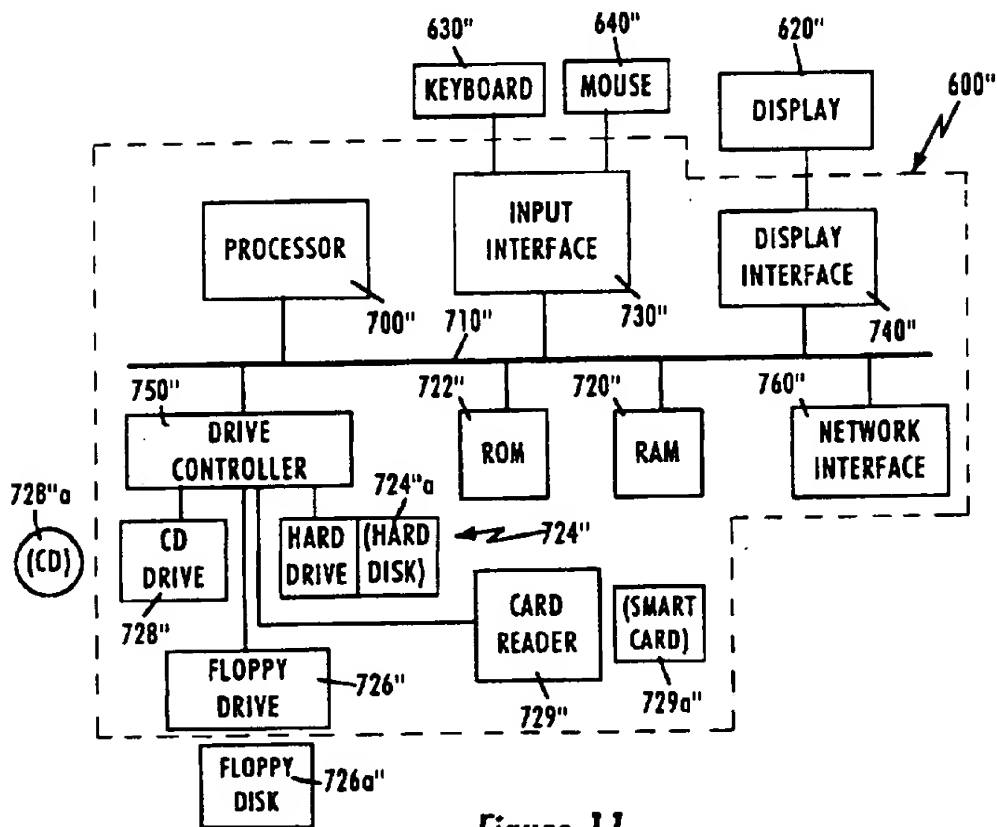 630"
640"
620"
600"
KEYBOARD
MOUSE
DISPLAY
PROCESSOR
INPUT
INTERFACE
DISPLAY
INTERFACE
700"
710"
730"
740"
750"
722"
720"
760"
DRIVE
CONTROLLER
ROM
RAM
NETWORK
INTERFACE
728"a
724"a
(CD)
CD
DRIVE
HARD
DRIVE
(HARD
DISK)
724"
728"
CARD
READER
(SMART
CARD)
FLOPPY
DRIVE
726"
729"
729a"
FLOPPY
DISK
726a"
Figure 11